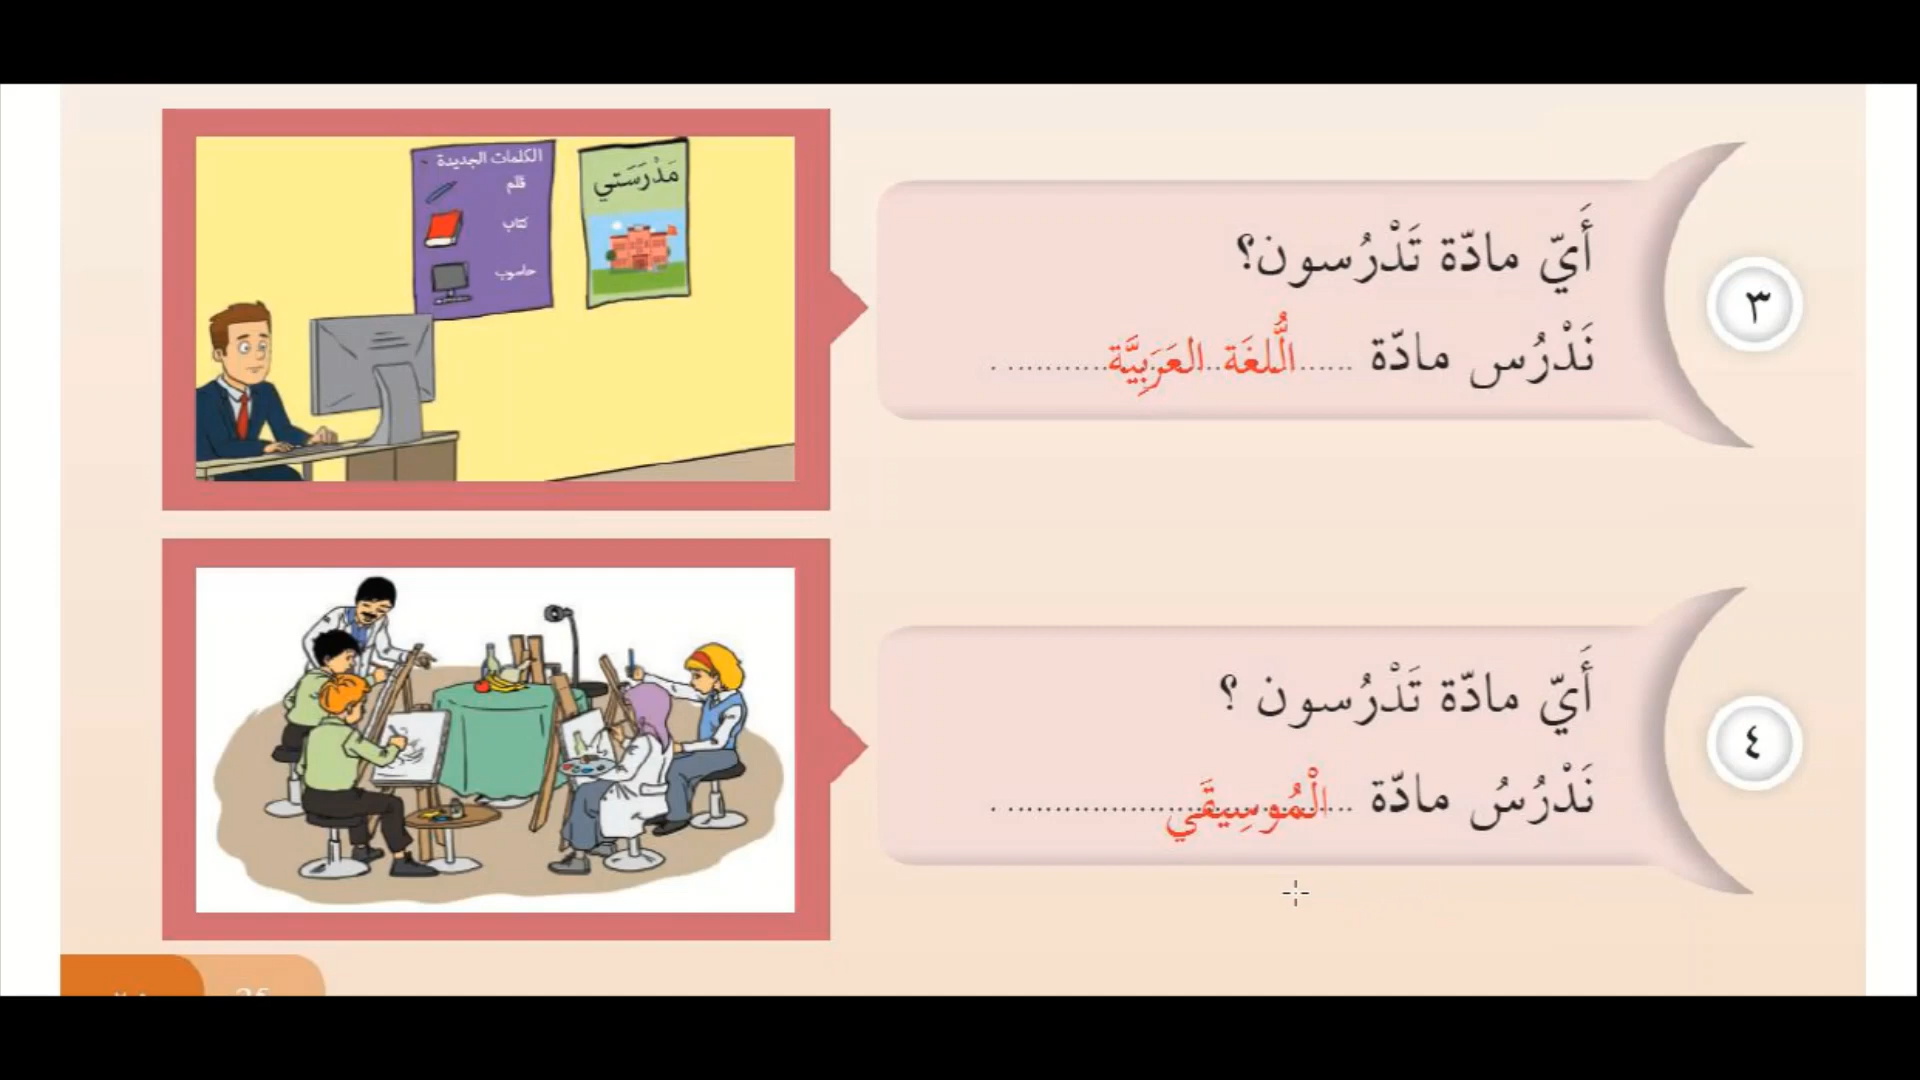 الكلمات الجديدة
قلم
كتاب
حاسوب
مَدْرَسَتي
٣
أَيّ مادّة تَدْرُسون؟
نَدْرُس مادّة ......الُّلغَة العَرَبِيَّة............ .
٤
أَيّ مادّة تَدْرُسون ؟
نَدْرُسُ مادّة ...الْمُوسِيقَي.................. .